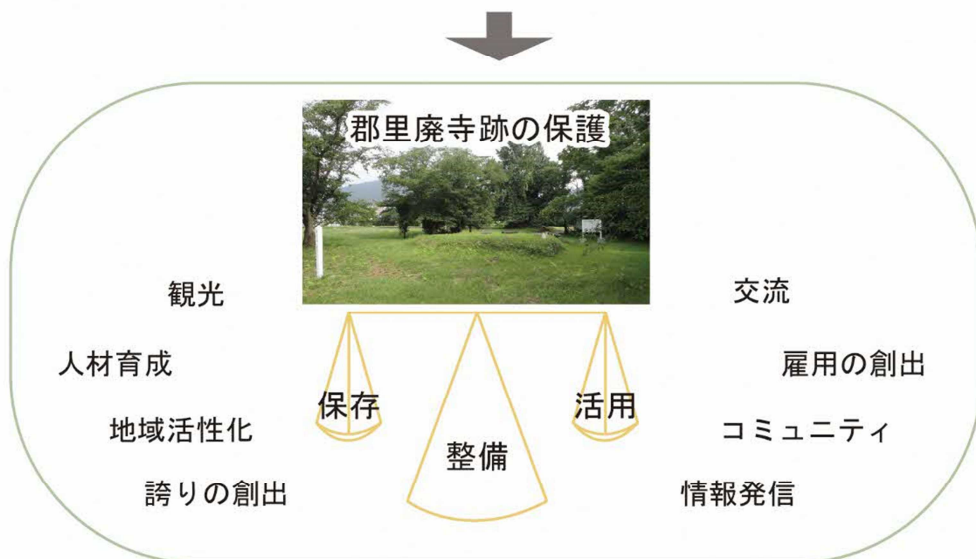 郡里廃寺跡の保護
観光
交流
人材育成
雇用の創出
保存
活用
地域活性化
コミュニティ
整備
誇りの創出
情報発信